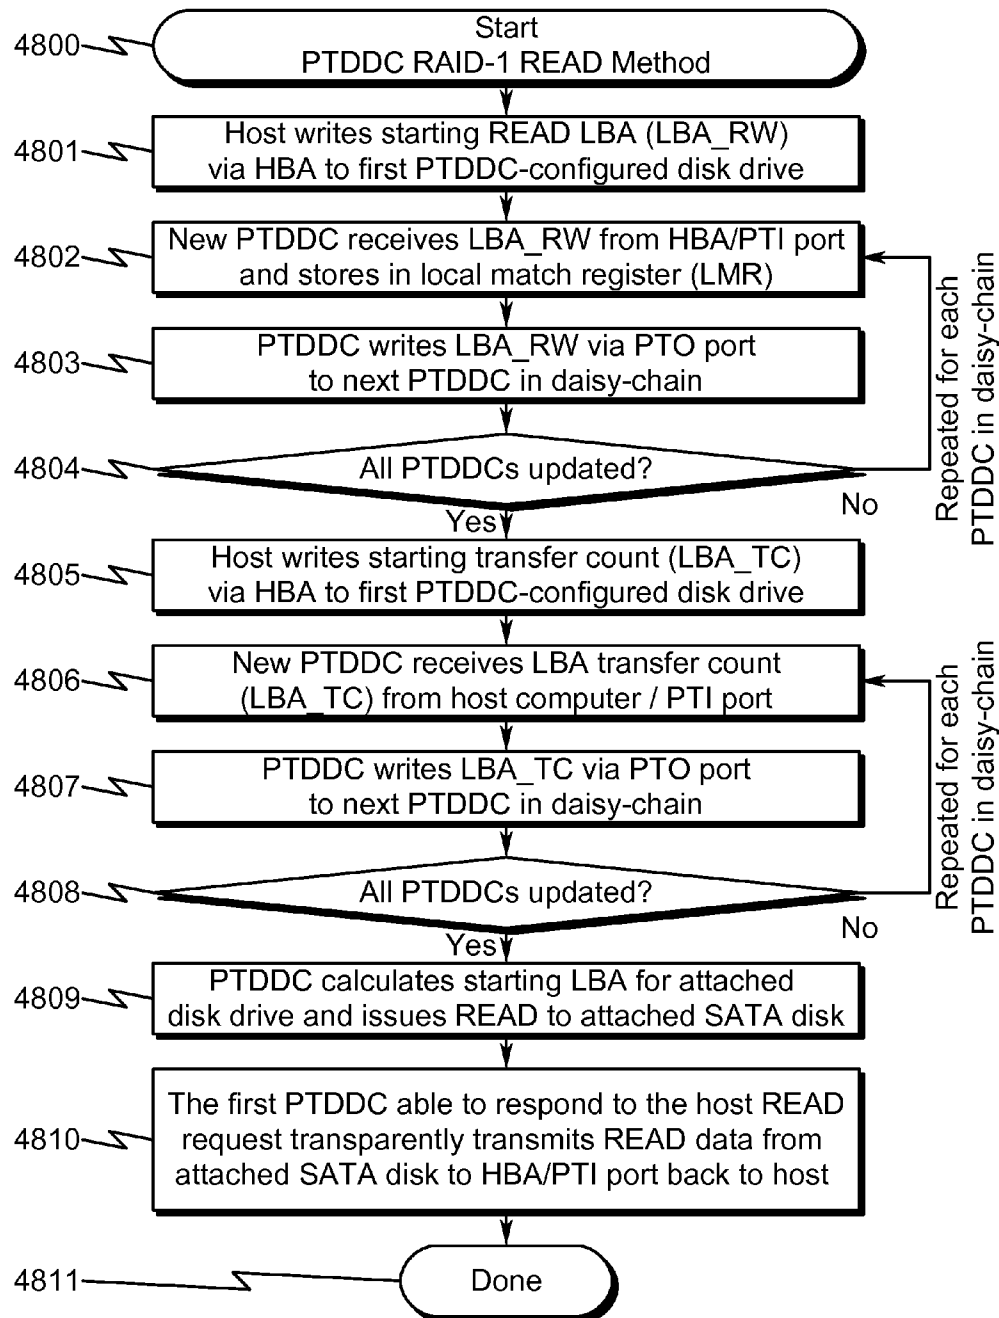 4800
Start
PTDDC RAID-1 READ Method
4801
Host writes starting READ LBA (LBA_RW)
via HBA to first PTDDC-configured disk drive
4802
New PTDDC receives LBA_RW from HBA/PTI port
and stores in local match register (LMR)
4803
PTDDC writes LBA_RW via PTO port
to next PTDDC in daisy-chain
4804
All PTDDCs updated?
No
Yes
Repeated for each
PTDDC in daisy-chain
4805
Host writes starting transfer count (LBA_TC)
via HBA to first PTDDC-configured disk drive
4806
New PTDDC receives LBA transfer count
(LBA_TC) from host computer / PTI port
4807
PTDDC writes LBA_TC via PTO port
to next PTDDC in daisy-chain
4808
All PTDDCs updated?
No
Yes
Repeated for each
PTDDC in daisy-chain
4809
PTDDC calculates starting LBA for attached
disk drive and issues READ to attached SATA disk
4810
The first PTDDC able to respond to the host READ
request transparently transmits READ data from
attached SATA disk to HBA/PTI port back to host
4811
Done